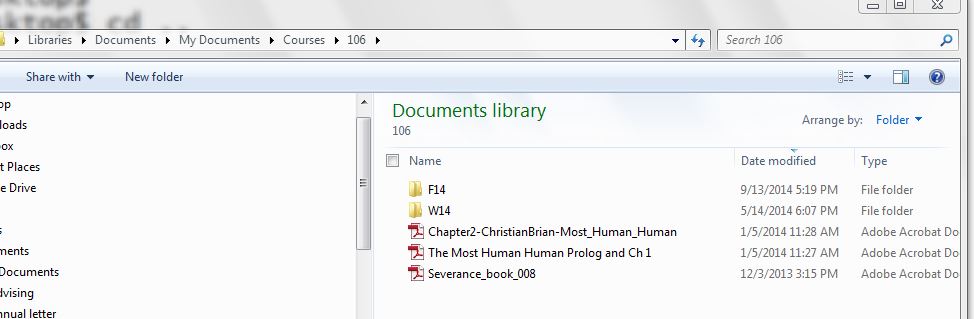 ktop$ cd ..
Libraries Documents My Documents Courses 106 Search 106
Share with New folder
op
loads
ox
t Places
e Drive
s
ments
Documents
dvising
nnual letter
Documents library
106
Arrange by: Folder
Name Date modified Type
F14 9/13/2014 5:19 PM File folder
W14 5/14/2014 6:07 PM File folder
Chapter2-ChristianBrian-Most_Human_Human 1/5/2014 11:28 AM Adobe Acrobat Do
The Most Human Human Prolog and Ch 1 1/5/2014 11:27 AM Adobe Acrobat Do
Severance_book_008 12/3/2013 3:15 PM Adobe Acrobat Do